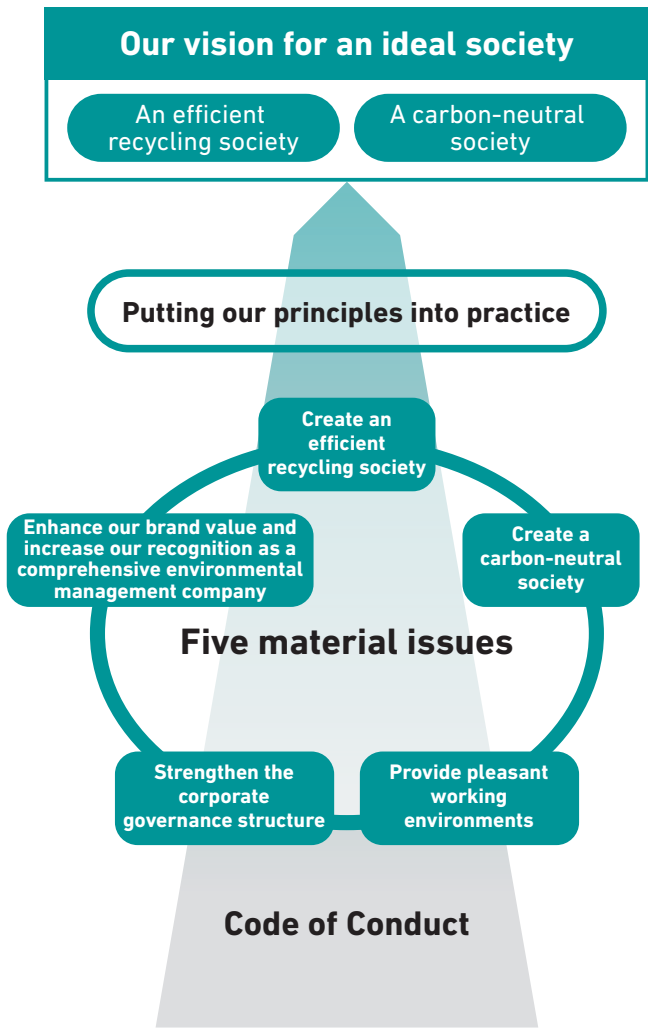 Our vision for an ideal society
An efficient
recycling society
A carbon-neutral
society
Putting our principles into practice
Create an
efficient
recycling society
Enhance our brand value and
increase our recognition as a
comprehensive environmental
management company
Create a
carbon-neutral
society
Five material issues
Strengthen the
corporate
governance structure
Provide pleasant
working
environments
Code of Conduct